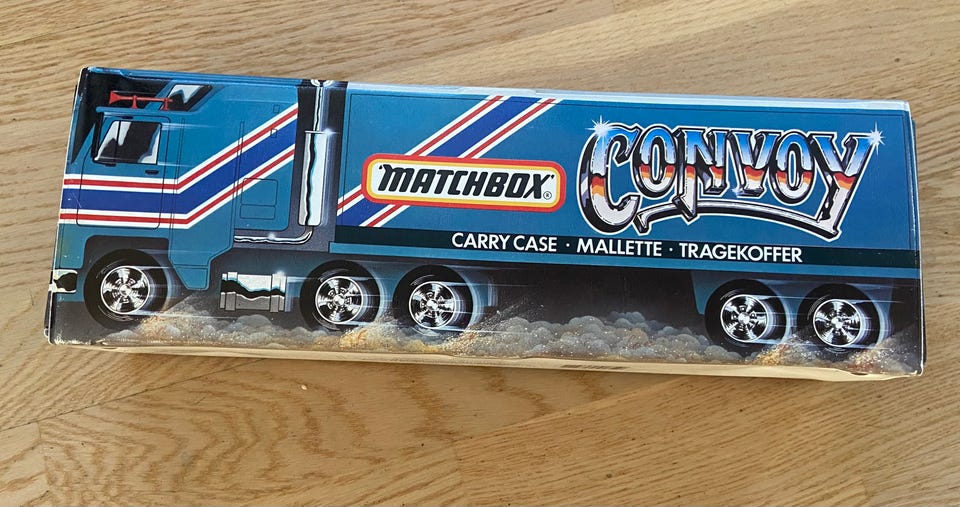 MATCHBOX®
CONVOY
CARRY CASE · MALLETTE · TRAGEKOFFER